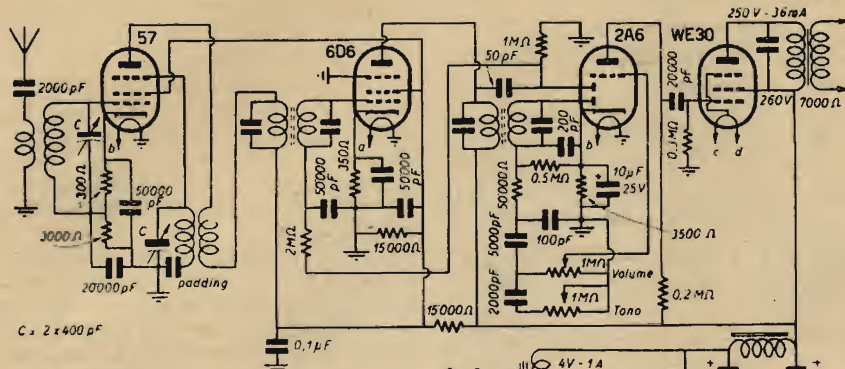 57
6D6
2A6
WE30
250 V - 36 mA
2000 pF
C
b
300 Ω
50000 pF
3000 Ω
C
20000 pF
padding
C = 2 x 400 pF
a
350 Ω
50000 pF
50000 pF
2 MΩ
15000 Ω
0,1 µF
15000 Ω
50 pF
1 MΩ
b
200 pF
0.5 MΩ
10 µF 25 V
50000 Ω
3500 Ω
5000 pF
100 pF
1 MΩ
Volume
2000 pF
1 MΩ
Tono
0,2 MΩ
20000 pF
0.3 MΩ
260 V
7000 Ω
c
d
4V - 1A
+
+